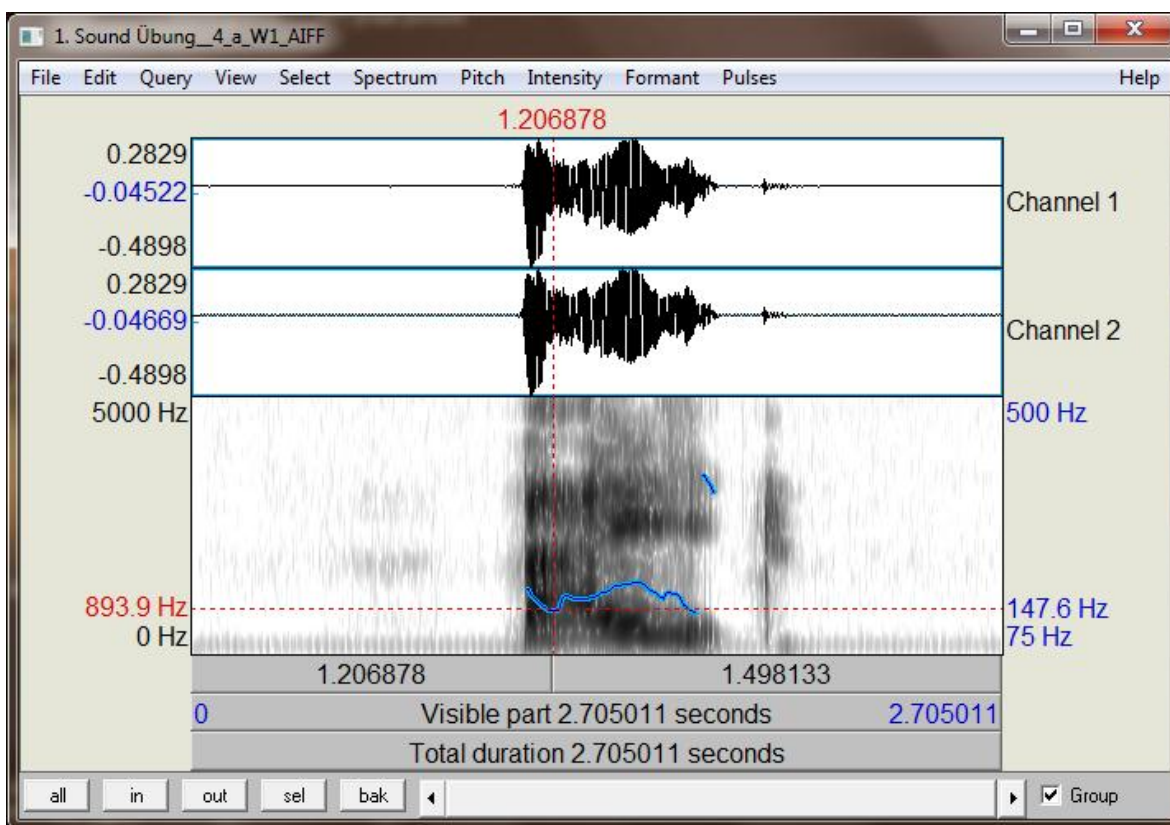 1. Sound Übung__4_a_W1_AIFF
File Edit Query View Select Spectrum Pitch Intensity Formant Pulses Help
1.206878
0.2829
-0.04522
-0.4898
Channel 1
0.2829
-0.04669
-0.4898
Channel 2
5000 Hz
500 Hz
893.9 Hz
147.6 Hz
0 Hz
75 Hz
1.206878 1.498133
0 Visible part 2.705011 seconds 2.705011
Total duration 2.705011 seconds
all in out sel bak Group